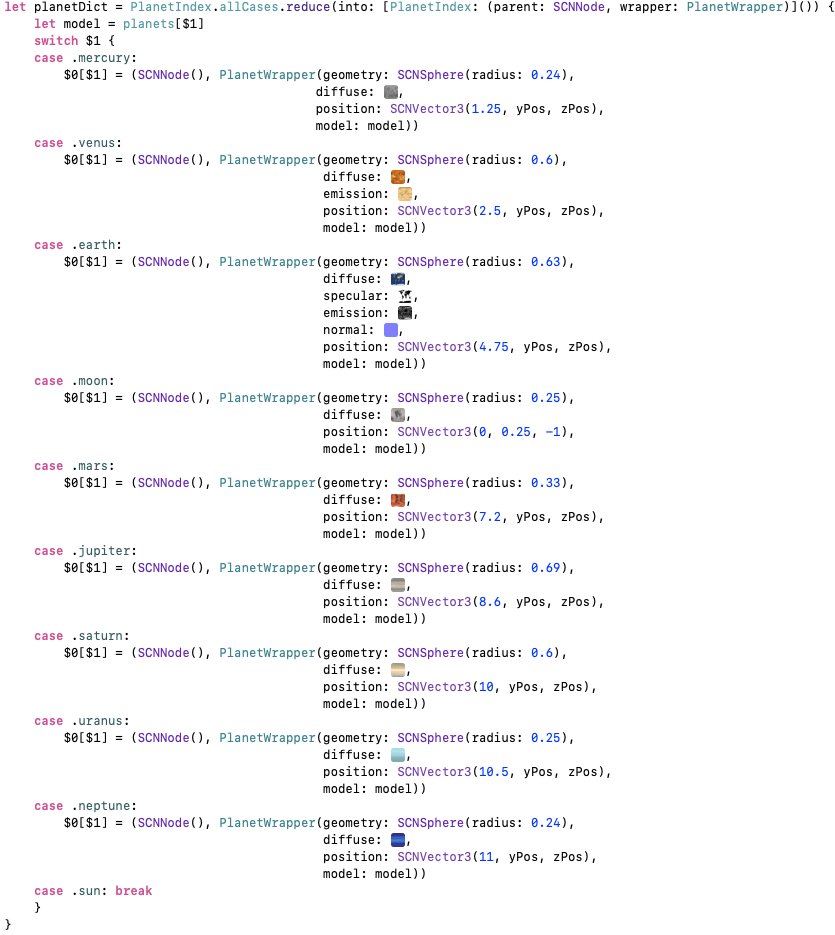 let planetDict = PlanetIndex.allCases.reduce(into: [PlanetIndex: (parent: SCNNode, wrapper: PlanetWrapper)]()) {
    let model = planets[$1]
    switch $1 {
    case .mercury:
        $0[$1] = (SCNNode(), PlanetWrapper(geometry: SCNSphere(radius: 0.24),
                                          diffuse: ,
                                          position: SCNVector3(1.25, yPos, zPos),
                                          model: model))
    case .venus:
        $0[$1] = (SCNNode(), PlanetWrapper(geometry: SCNSphere(radius: 0.6),
                                           diffuse: ,
                                           emission: ,
                                           position: SCNVector3(2.5, yPos, zPos),
                                           model: model))
    case .earth:
        $0[$1] = (SCNNode(), PlanetWrapper(geometry: SCNSphere(radius: 0.63),
                                           diffuse: ,
                                           specular: ,
                                           emission: ,
                                           normal: ,
                                           position: SCNVector3(4.75, yPos, zPos),
                                           model: model))
    case .moon:
        $0[$1] = (SCNNode(), PlanetWrapper(geometry: SCNSphere(radius: 0.25),
                                           diffuse: ,
                                           position: SCNVector3(0, 0.25, -1),
                                           model: model))
    case .mars:
        $0[$1] = (SCNNode(), PlanetWrapper(geometry: SCNSphere(radius: 0.33),
                                           diffuse: ,
                                           position: SCNVector3(7.2, yPos, zPos),
                                           model: model))
    case .jupiter:
        $0[$1] = (SCNNode(), PlanetWrapper(geometry: SCNSphere(radius: 0.69),
                                           diffuse: ,
                                           position: SCNVector3(8.6, yPos, zPos),
                                           model: model))
    case .saturn:
        $0[$1] = (SCNNode(), PlanetWrapper(geometry: SCNSphere(radius: 0.6),
                                           diffuse: ,
                                           position: SCNVector3(10, yPos, zPos),
                                           model: model))
    case .uranus:
        $0[$1] = (SCNNode(), PlanetWrapper(geometry: SCNSphere(radius: 0.25),
                                           diffuse: ,
                                           position: SCNVector3(10.5, yPos, zPos),
                                           model: model))
    case .neptune:
        $0[$1] = (SCNNode(), PlanetWrapper(geometry: SCNSphere(radius: 0.24),
                                           diffuse: ,
                                           position: SCNVector3(11, yPos, zPos),
                                           model: model))
    case .sun: break
    }
}